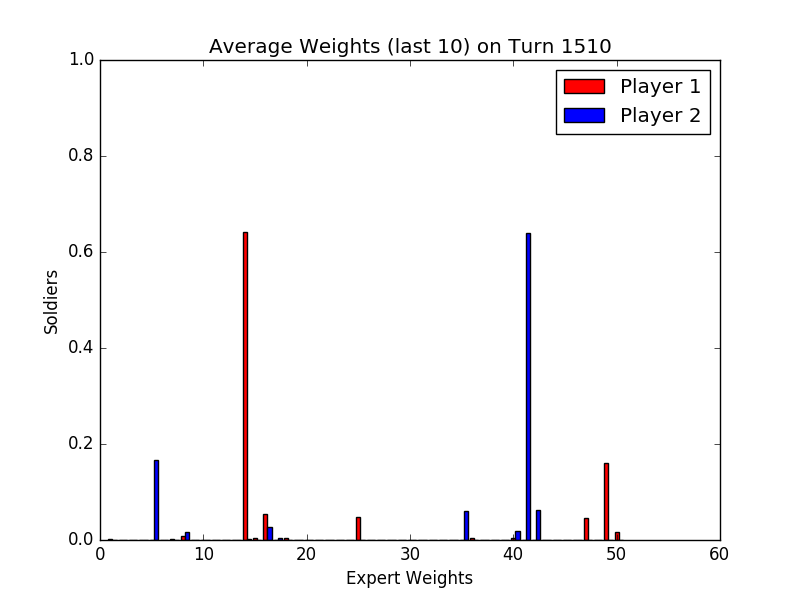 Average Weights (last 10) on Turn 1510
1.0
0.8
0.6
0.4
0.2
0.0
Soldiers
Player 1
Player 2
0 10 20 30 40 50 60
Expert Weights